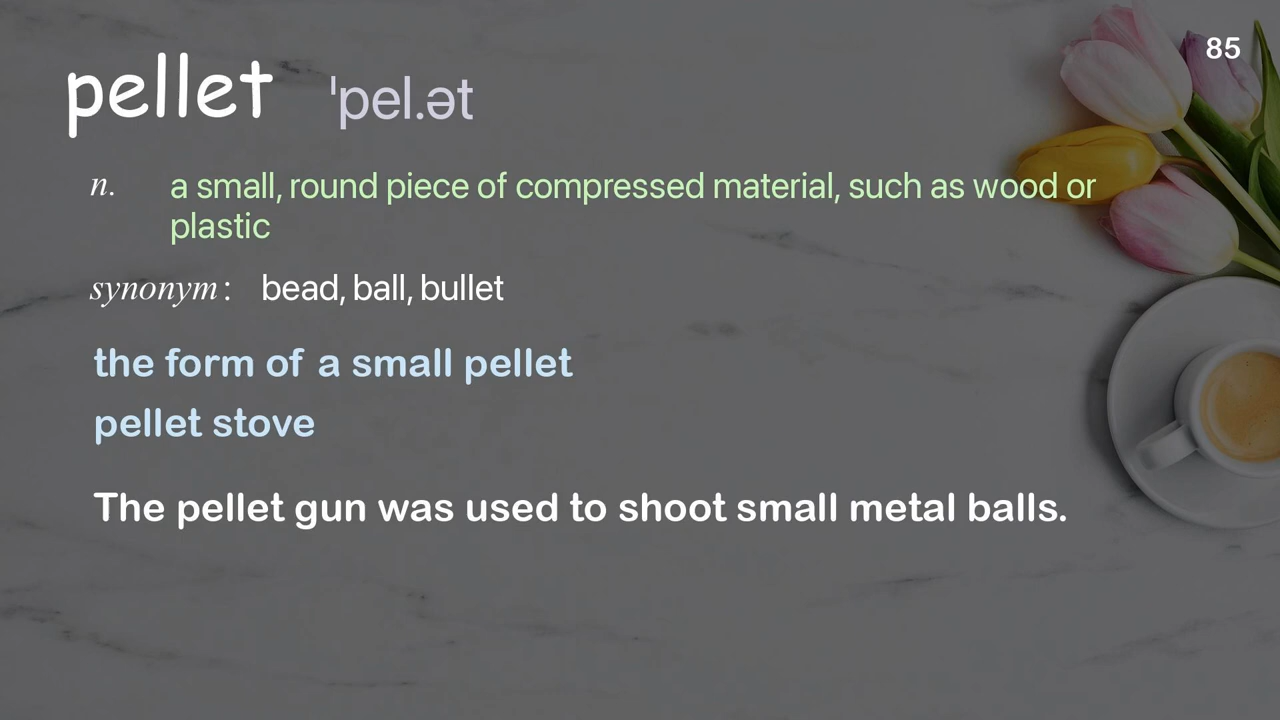 85
pellet ˈpel.ət
n. a small, round piece of compressed material, such as wood or
plastic
synonym : bead, ball, bullet
the form of a small pellet
pellet stove
The pellet gun was used to shoot small metal balls.